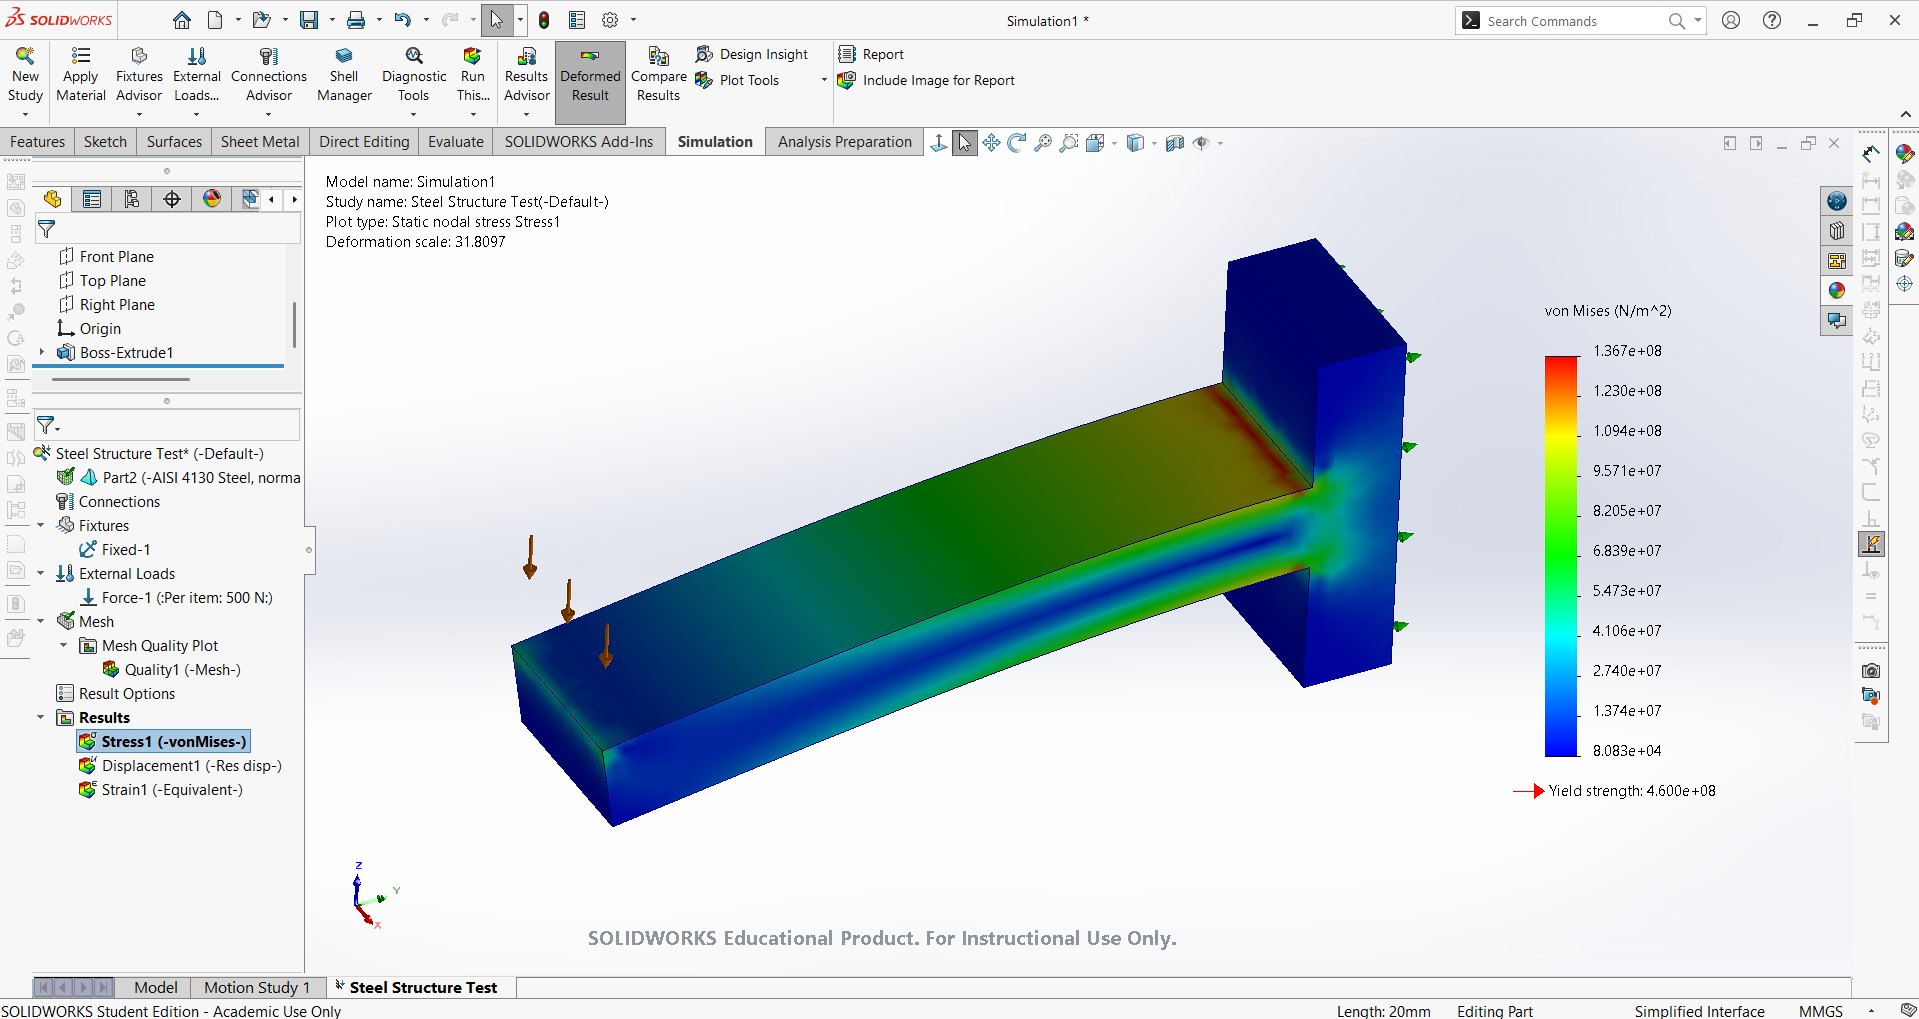 SOLIDWORKS
Simulation1 *
Search Commands
New Study
Apply Material
Fixtures Advisor
External Loads...
Connections Advisor
Shell Manager
Diagnostic Tools
Run This...
Results Advisor
Deformed Result
Compare Results
Design Insight
Plot Tools
Report
Include Image for Report
Features
Sketch
Surfaces
Sheet Metal
Direct Editing
Evaluate
SOLIDWORKS Add-Ins
Simulation
Analysis Preparation
Front Plane
Top Plane
Right Plane
Origin
Boss-Extrude1
Steel Structure Test* (-Default-)
Part2 (-AISI 4130 Steel, norma
Connections
Fixtures
Fixed-1
External Loads
Force-1 (:Per item: 500 N:)
Mesh
Mesh Quality Plot
Quality1 (-Mesh-)
Result Options
Results
Stress1 (-vonMises-)
Displacement1 (-Res disp-)
Strain1 (-Equivalent-)
Model name: Simulation1
Study name: Steel Structure Test(-Default-)
Plot type: Static nodal stress Stress1
Deformation scale: 31.8097
von Mises (N/m^2)
1.367e+08
1.230e+08
1.094e+08
9.571e+07
8.205e+07
6.839e+07
5.473e+07
4.106e+07
2.740e+07
1.374e+07
8.083e+04
Yield strength: 4.600e+08
Z
Y
X
SOLIDWORKS Educational Product. For Instructional Use Only.
Model
Motion Study 1
Steel Structure Test
SOLIDWORKS Student Edition - Academic Use Only
Length: 20mm
Editing Part
Simplified Interface
MMGS